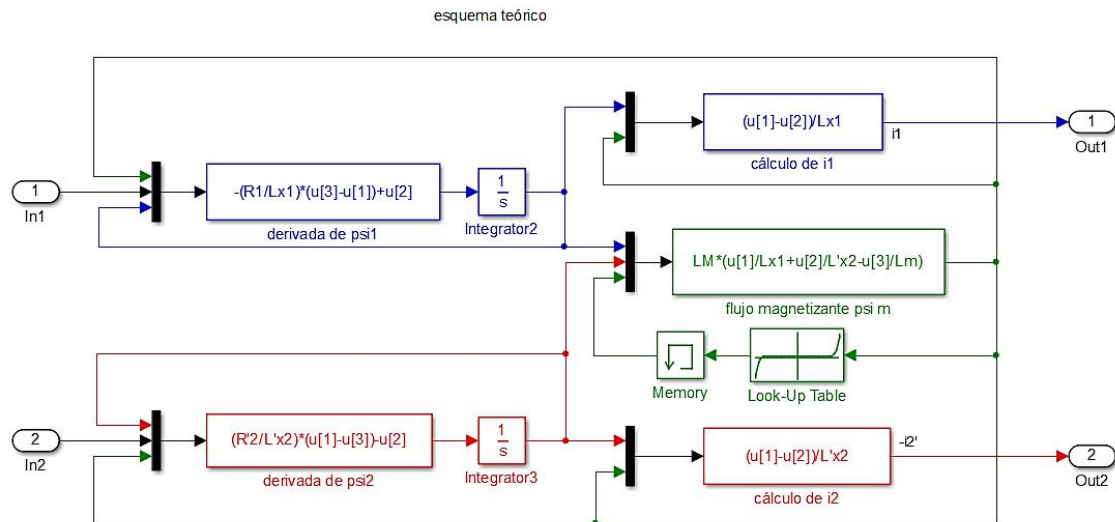 esquema teórico
(u[1]-u[2])/Lx1
i1
1
Out1
cálculo de i1
1
In1
-(R1/Lx1)*(u[3]-u[1])+u[2]
derivada de psi1
1
s
Integrator2
LM*(u[1]/Lx1+u[2]/L'x2-u[3]/Lm)
flujo magnetizante psi m
Memory
Look-Up Table
2
In2
(R'2/L'x2)*(u[1]-u[3])-u[2]
derivada de psi2
1
s
Integrator3
(u[1]-u[2])/L'x2
-i2'
2
Out2
cálculo de i2